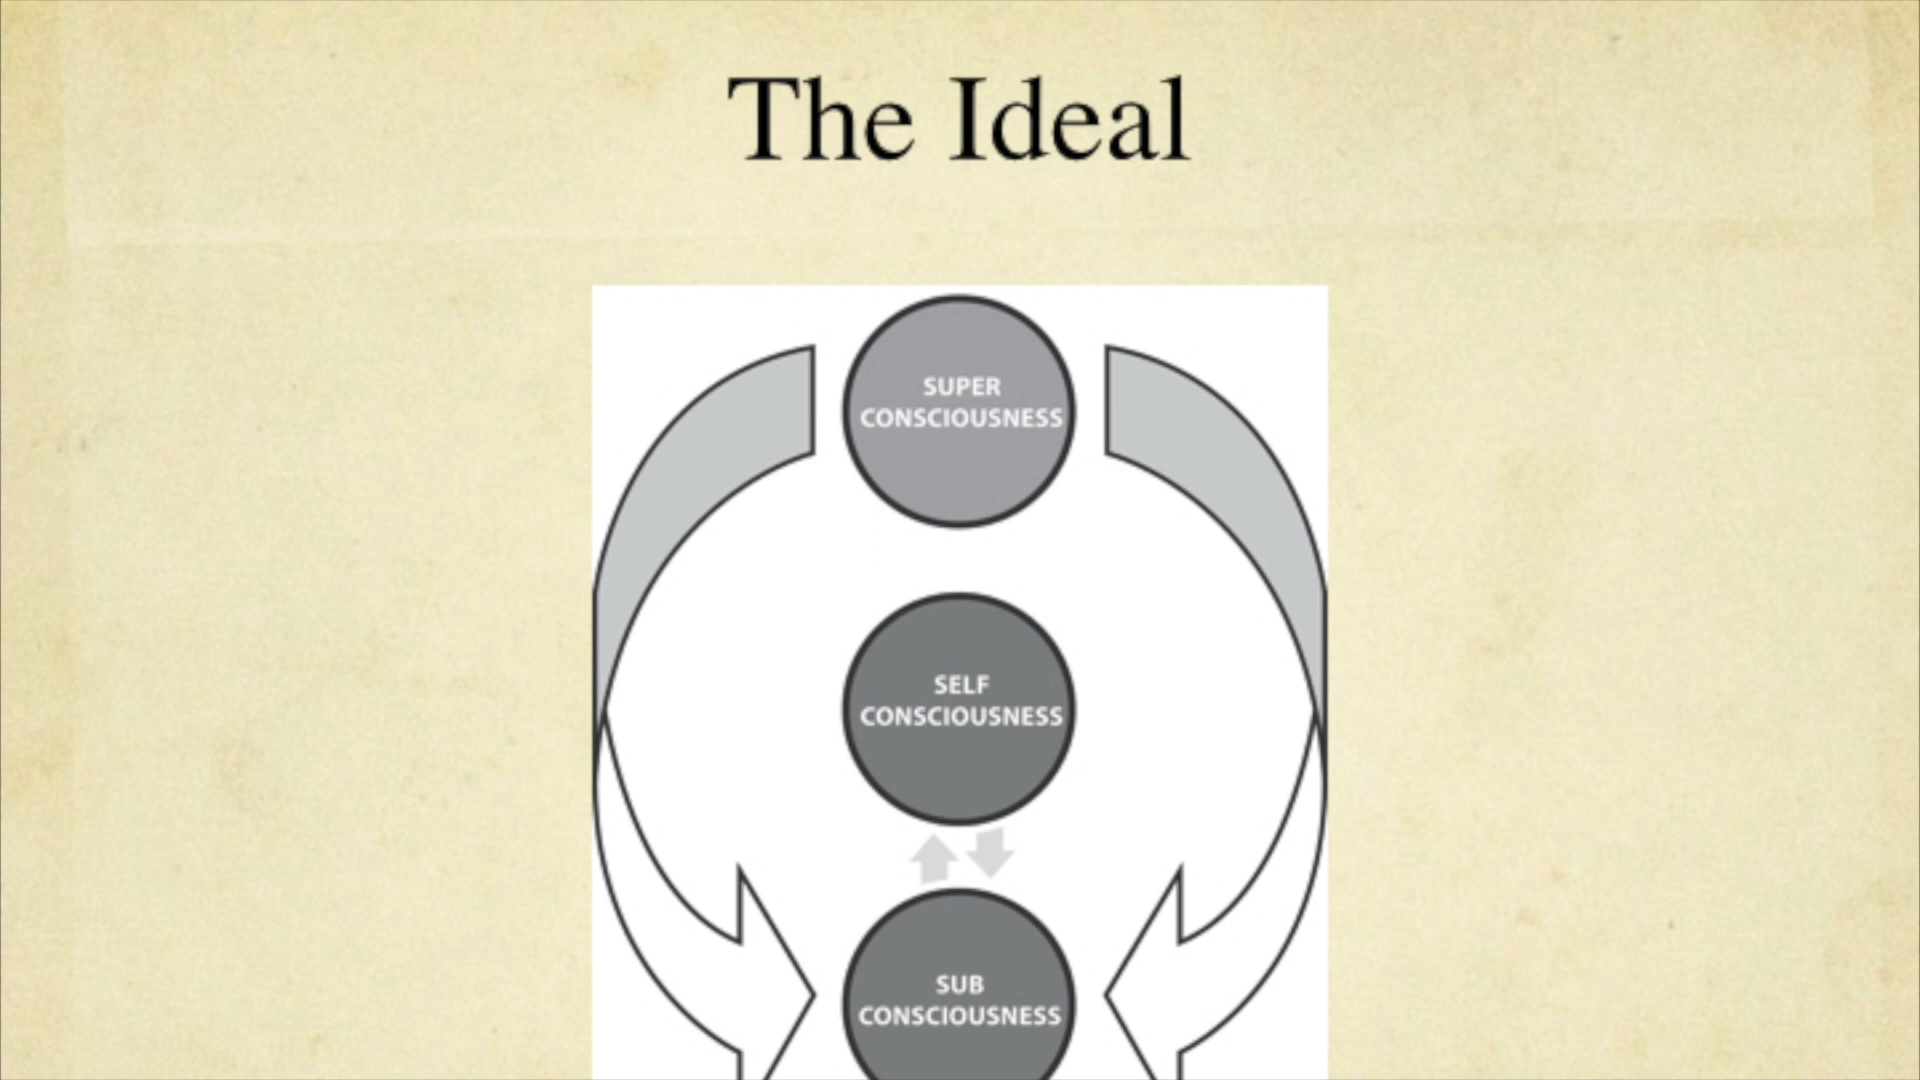 The Ideal
SUPER
CONSCIOUSNESS
SELF
CONSCIOUSNESS
SUB
CONSCIOUSNESS